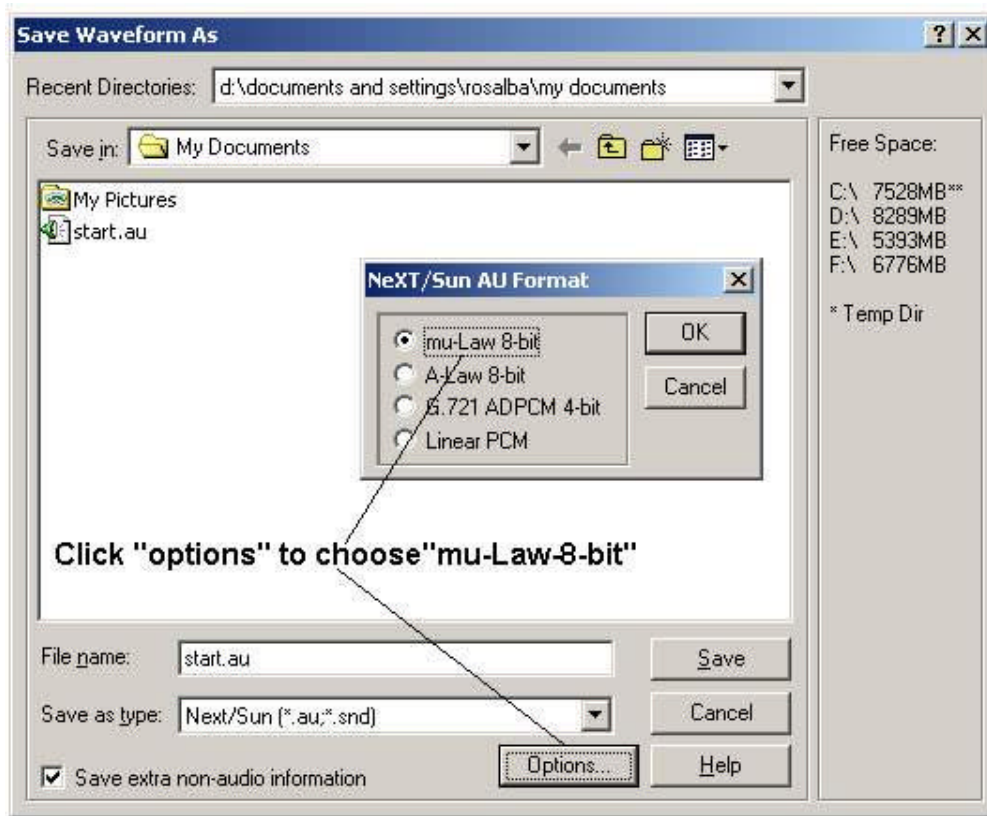 Save Waveform As
Recent Directories: d:\documents and settings\rosalba\my documents
Save in: My Documents
My Pictures
start.au
Free Space:
C:\ 7528MB**
D:\ 8289MB
E:\ 5393MB
F:\ 6776MB
* Temp Dir
NeXT/Sun AU Format
mu-Law 8-bit
A-Law 8-bit
G.721 ADPCM 4-bit
Linear PCM
OK
Cancel
Click "options" to choose"mu-Law-8-bit"
File name: start.au
Save
Save as type: Next/Sun (*.au;*.snd)
Cancel
Save extra non-audio information
Options...
Help